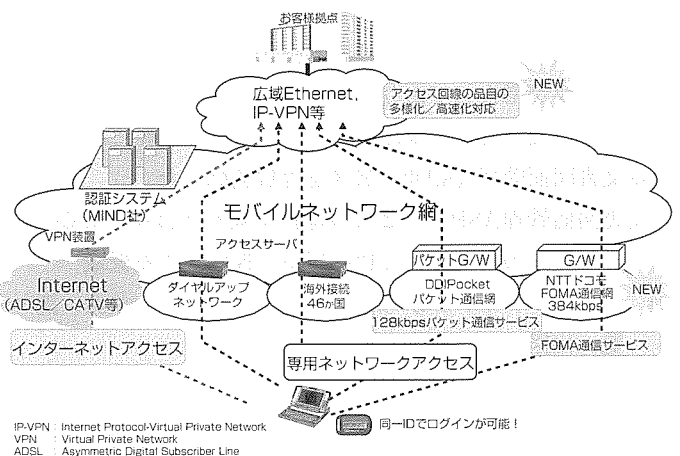 お客様拠点
広域Ethernet,
IP-VPN等
アクセス回線の品目の
多様化/高速化対応
NEW
認証システム
(MIND社)
モバイルネットワーク網
VPN装置
アクセスサーバ
Internet
(ADSL/CATV等)
ダイヤルアップ
ネットワーク
海外接続
46か国
パケットG/W
DDIPocket
パケット通信網
G/W
NTTドコモ
FOMA通信網
384kbps
NEW
128kbpsパケット通信サービス
インターネットアクセス
専用ネットワークアクセス
FOMA通信サービス
同一IDでログインが可能!
IP-VPN : Internet Protocol-Virtual Private Network
VPN : Virtual Private Network
ADSL : Asymmetric Digital Subscriber Line